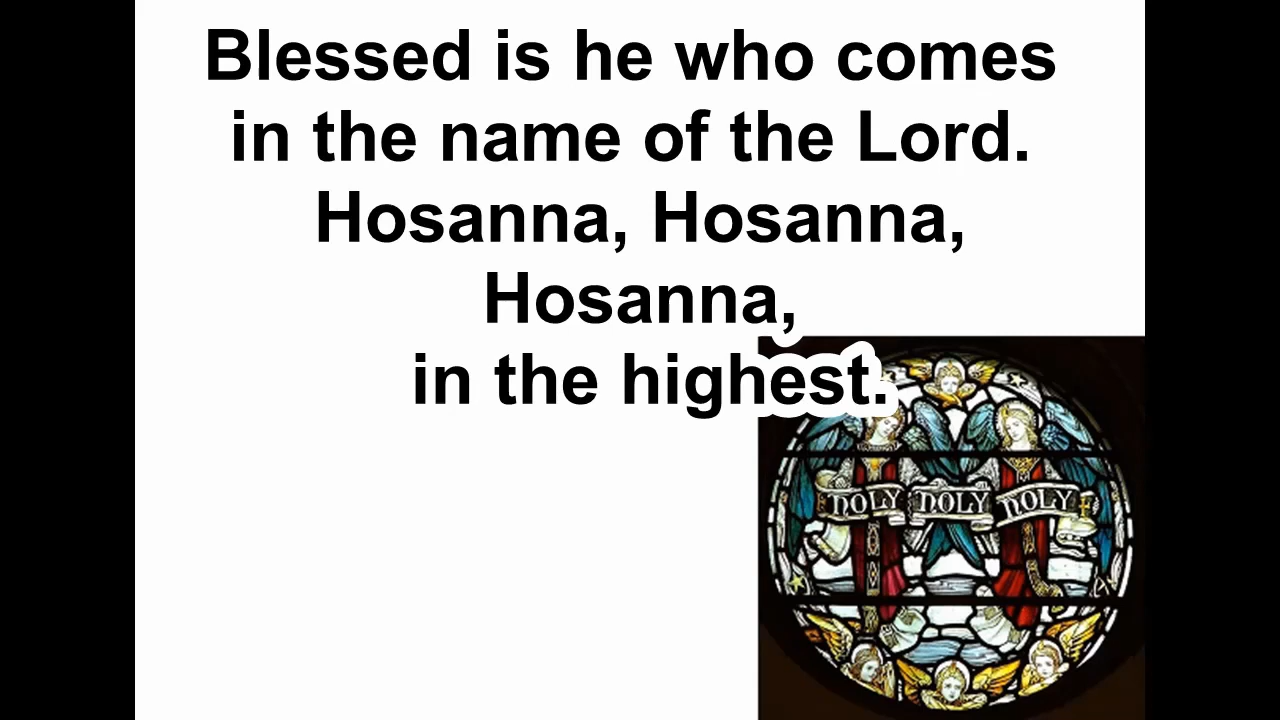 Blessed is he who comes
in the name of the Lord.
Hosanna, Hosanna,
Hosanna,
in the highest.
HOLY HOLY HOLY